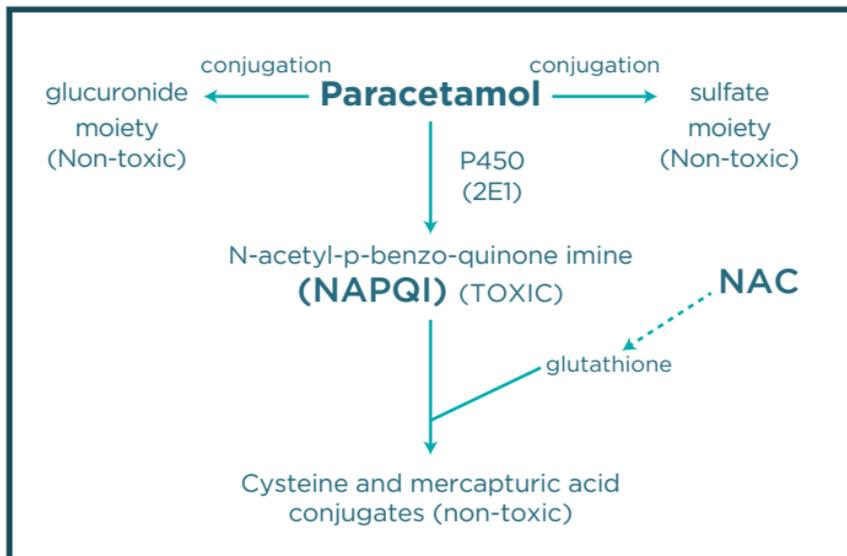 conjugation
conjugation
glucuronide
Paracetamol
sulfate
moiety
moiety
(Non-toxic)
(Non-toxic)
P450
(2E1)
N-acetyl-p-benzo-quinone imine
(NAPQI) (TOXIC)
NAC
glutathione
Cysteine and mercapturic acid
conjugates (non-toxic)